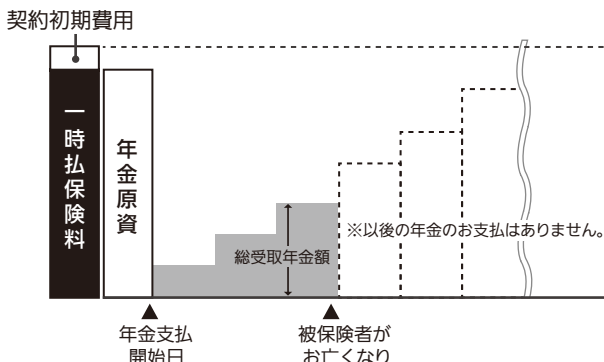 契約初期費用
一時払保険料
年金原資
総受取年金額
※以後の年金のお支払はありません。
年金支払
開始日
被保険者が
お亡くなり